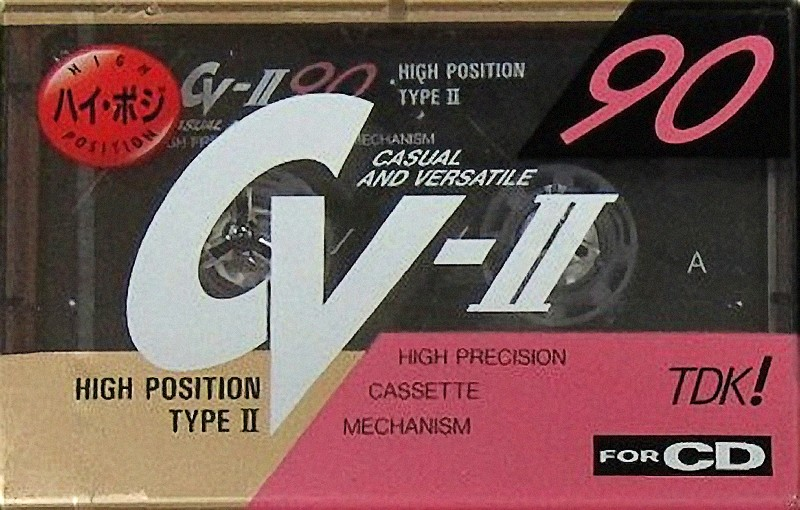 HIGH
ハイ・ポジ
POSITION
CV-II 90
HIGH POSITION
TYPE II
90
MECHANISM
CASUAL
AND VERSATILE
CV-II
A
HIGH POSITION
TYPE II
HIGH PRECISION
CASSETTE
MECHANISM
TDK!
FOR CD